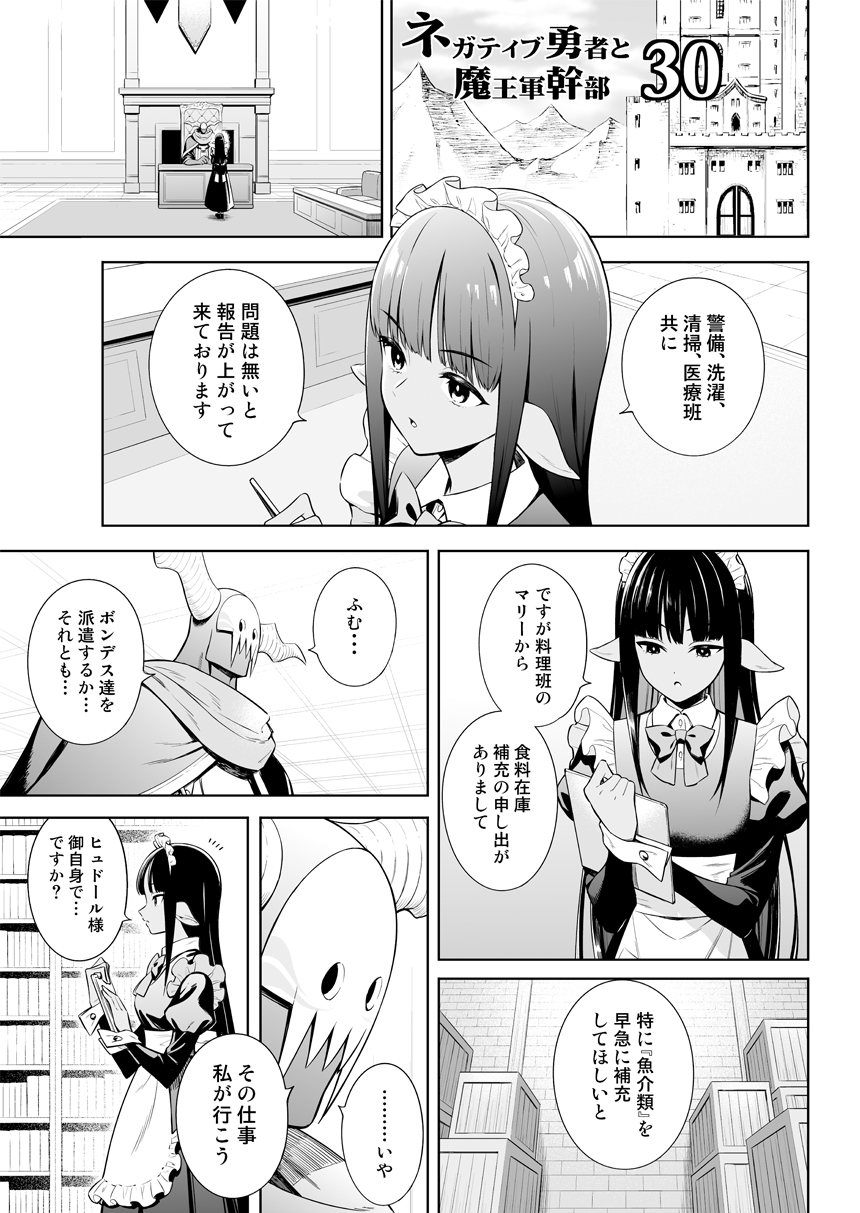 ネガティブ勇者と
魔王軍幹部
30
警備、洗濯、
清掃、医療班
共に
問題は無いと
報告が上がって
来ております
ですが料理班の
マリーから
食料在庫
補充の申し出が
ありまして
ふむ・・・
ボンデス達を
派遣するか…
それとも…
特に『魚介類』を
早急に補充
してほしいと
………いや
その仕事
私が行こう
ヒュドール様
御自身で…
ですか？